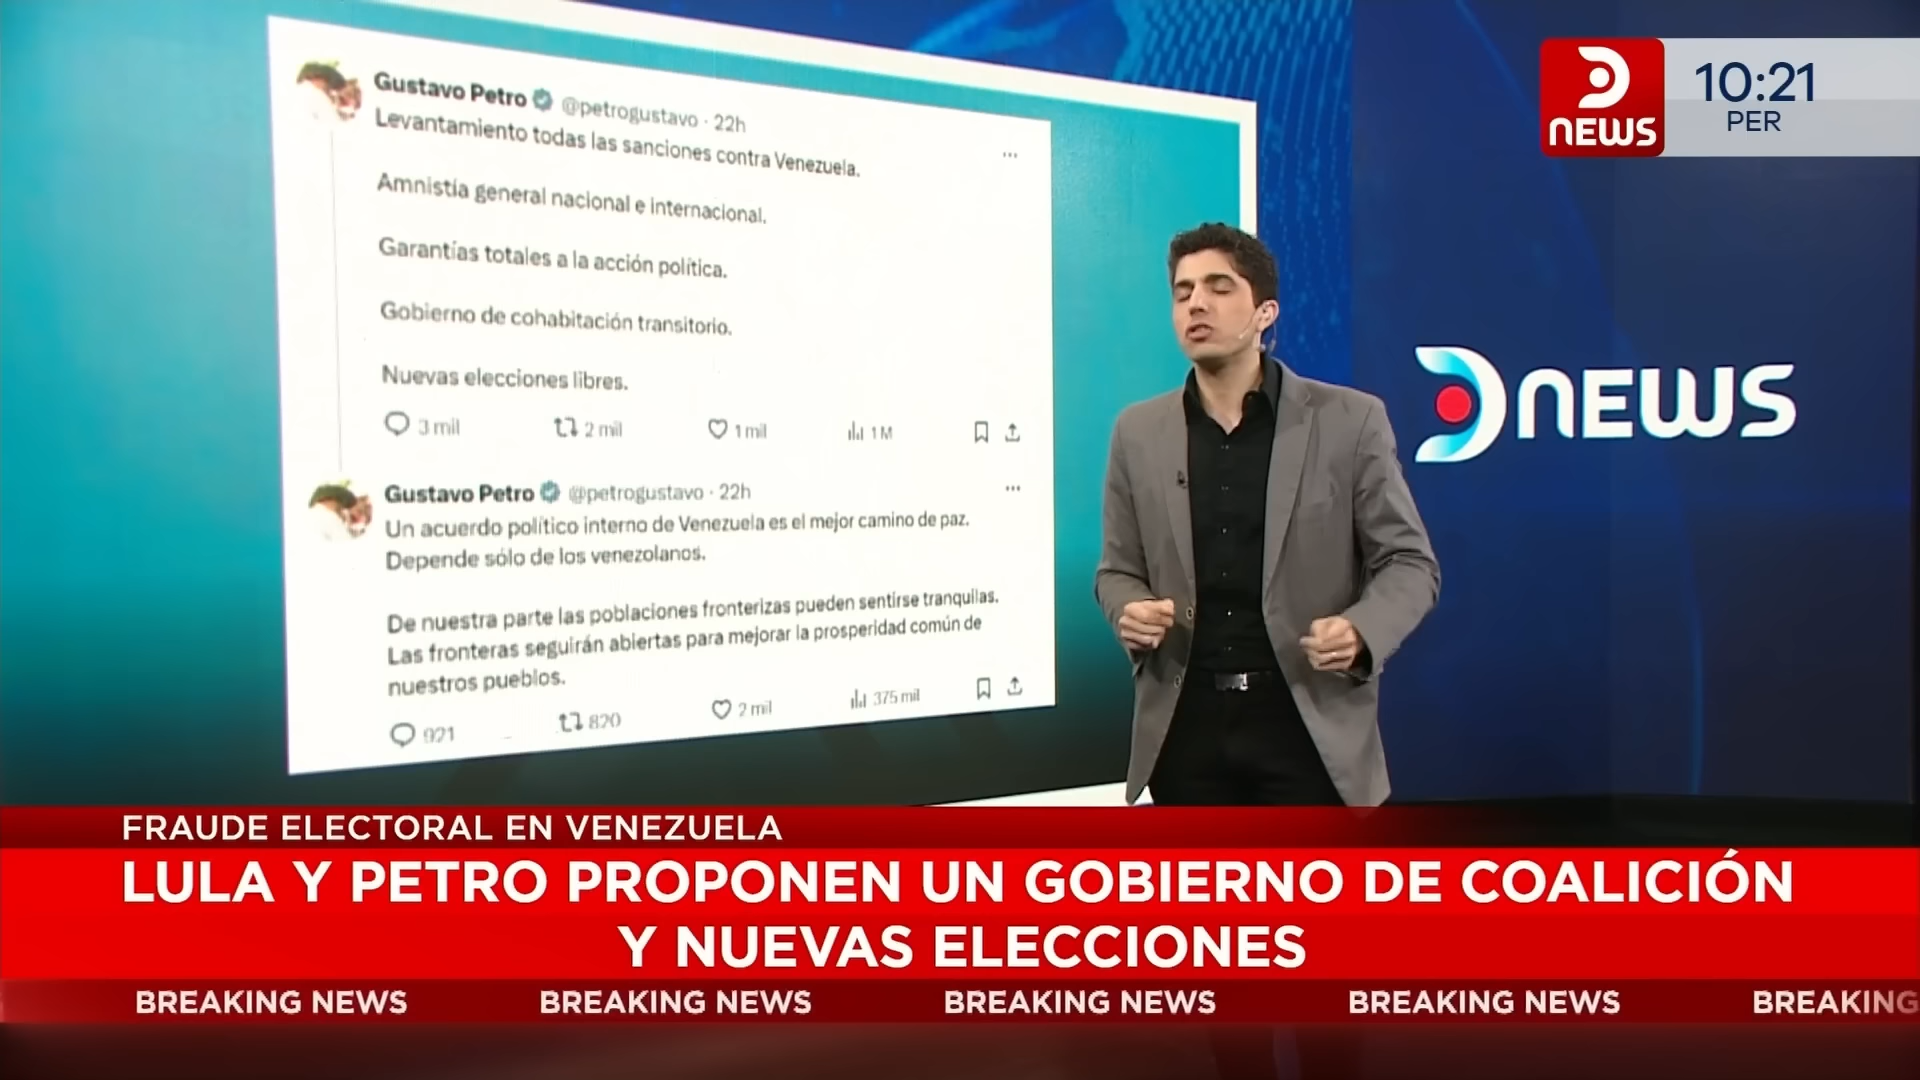 Gustavo Petro @petrogustavo · 22h
Levantamiento todas las sanciones contra Venezuela.
Amnistía general nacional e internacional.
Garantías totales a la acción política.
Gobierno de cohabitación transitorio.
Nuevas elecciones libres.
3 mil 2 mil 1 mil 1 M
Gustavo Petro @petrogustavo · 22h
Un acuerdo político interno de Venezuela es el mejor camino de paz.
Depende sólo de los venezolanos.
De nuestra parte las poblaciones fronterizas pueden sentirse tranquilas.
Las fronteras seguirán abiertas para mejorar la prosperidad común de
nuestros pueblos.
921 820 2 mil 375 mil
NEWS
10:21
PER
NEWS
FRAUDE ELECTORAL EN VENEZUELA
LULA Y PETRO PROPONEN UN GOBIERNO DE COALICIÓN
Y NUEVAS ELECCIONES
BREAKING NEWS BREAKING NEWS BREAKING NEWS BREAKING NEWS BREAKING